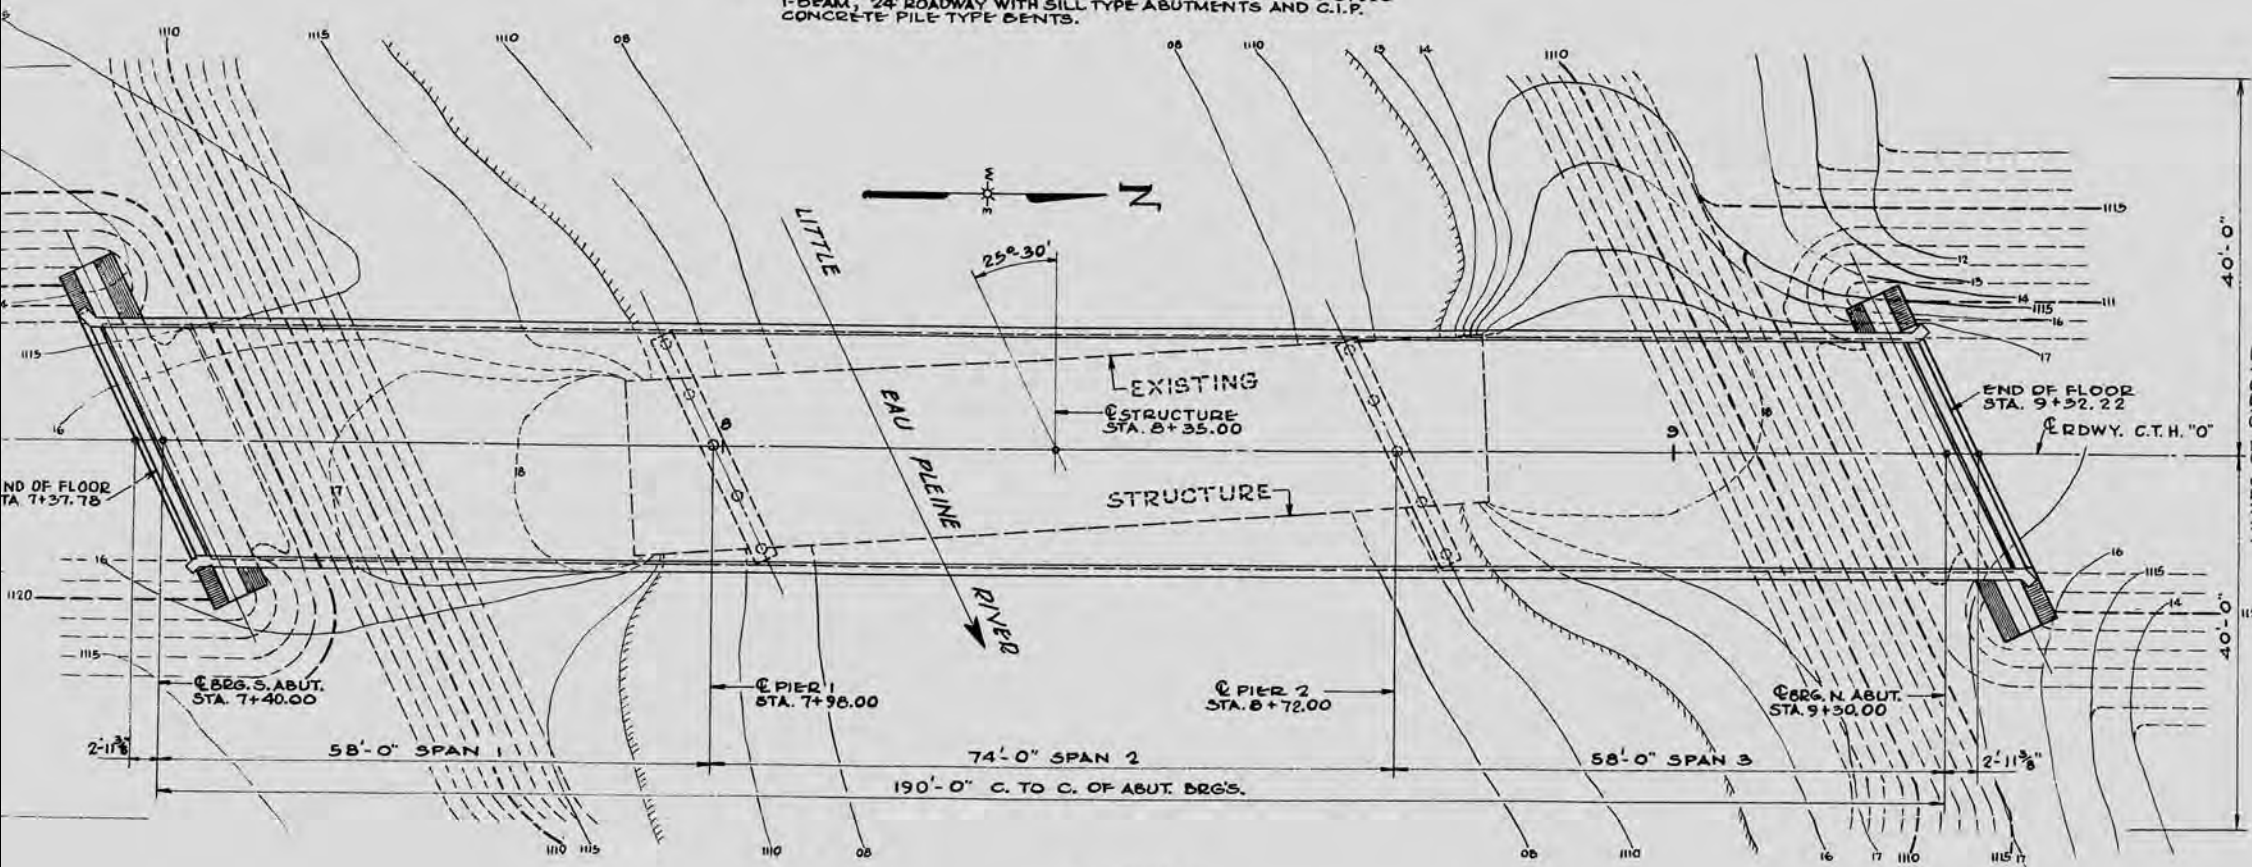 I-BEAM, 24' ROADWAY WITH SILL TYPE ABUTMENTS AND C.I.P.
CONCRETE PILE TYPE BENTS.
1110
1115
1110
08
08
1110
13
14
1110
N
25°-30'
LITTLE
EAU
PLEINE
RIVER
1115
12
13
14
1115
16
17
111
40'-0"
40'-0"
EXISTING
STRUCTURE
℄ STRUCTURE
STA. 8+35.00
END OF FLOOR
STA. 9+32.22
℄ RDWY. C.T.H. "O"
8
9
1115
16
17
18
18
ND OF FLOOR
TA 7+37.78
16
1120
1115
16
1115
14
℄ BRG. S. ABUT.
STA. 7+40.00
℄ PIER 1
STA. 7+98.00
℄ PIER 2
STA. 8+72.00
℄ BRG. N. ABUT.
STA. 9+30.00
2'-11⅜"
58'-0" SPAN 1
74'-0" SPAN 2
58'-0" SPAN 3
2'-11⅜"
190'-0" C. TO C. OF ABUT. BRG'S.
1110
1115
1110
08
08
1110
16
17
1110
1115
17